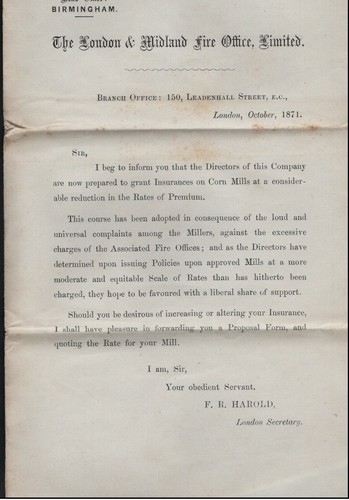 BIRMINGHAM.
The London & Midland Fire Office, Limited.
BRANCH OFFICE: 150, LEADENHALL STREET, E.C.,
London, October, 1871.
SIR,
I beg to inform you that the Directors of this Company
are now prepared to grant Insurances on Corn Mills at a consider-
able reduction in the Rates of Premium.
This course has been adopted in consequence of the loud and
universal complaints among the Millers, against the excessive
charges of the Associated Fire Offices; and as the Directors have
determined upon issuing Policies upon approved Mills at a more
moderate and equitable Scale of Rates than has hitherto been
charged, they hope to be favoured with a liberal share of support.
Should you be desirous of increasing or altering your Insurance,
I shall have pleasure in forwarding you a Proposal Form, and
quoting the Rate for your Mill.
I am, Sir,
Your obedient Servant,
F. R. HAROLD,
London Secretary.